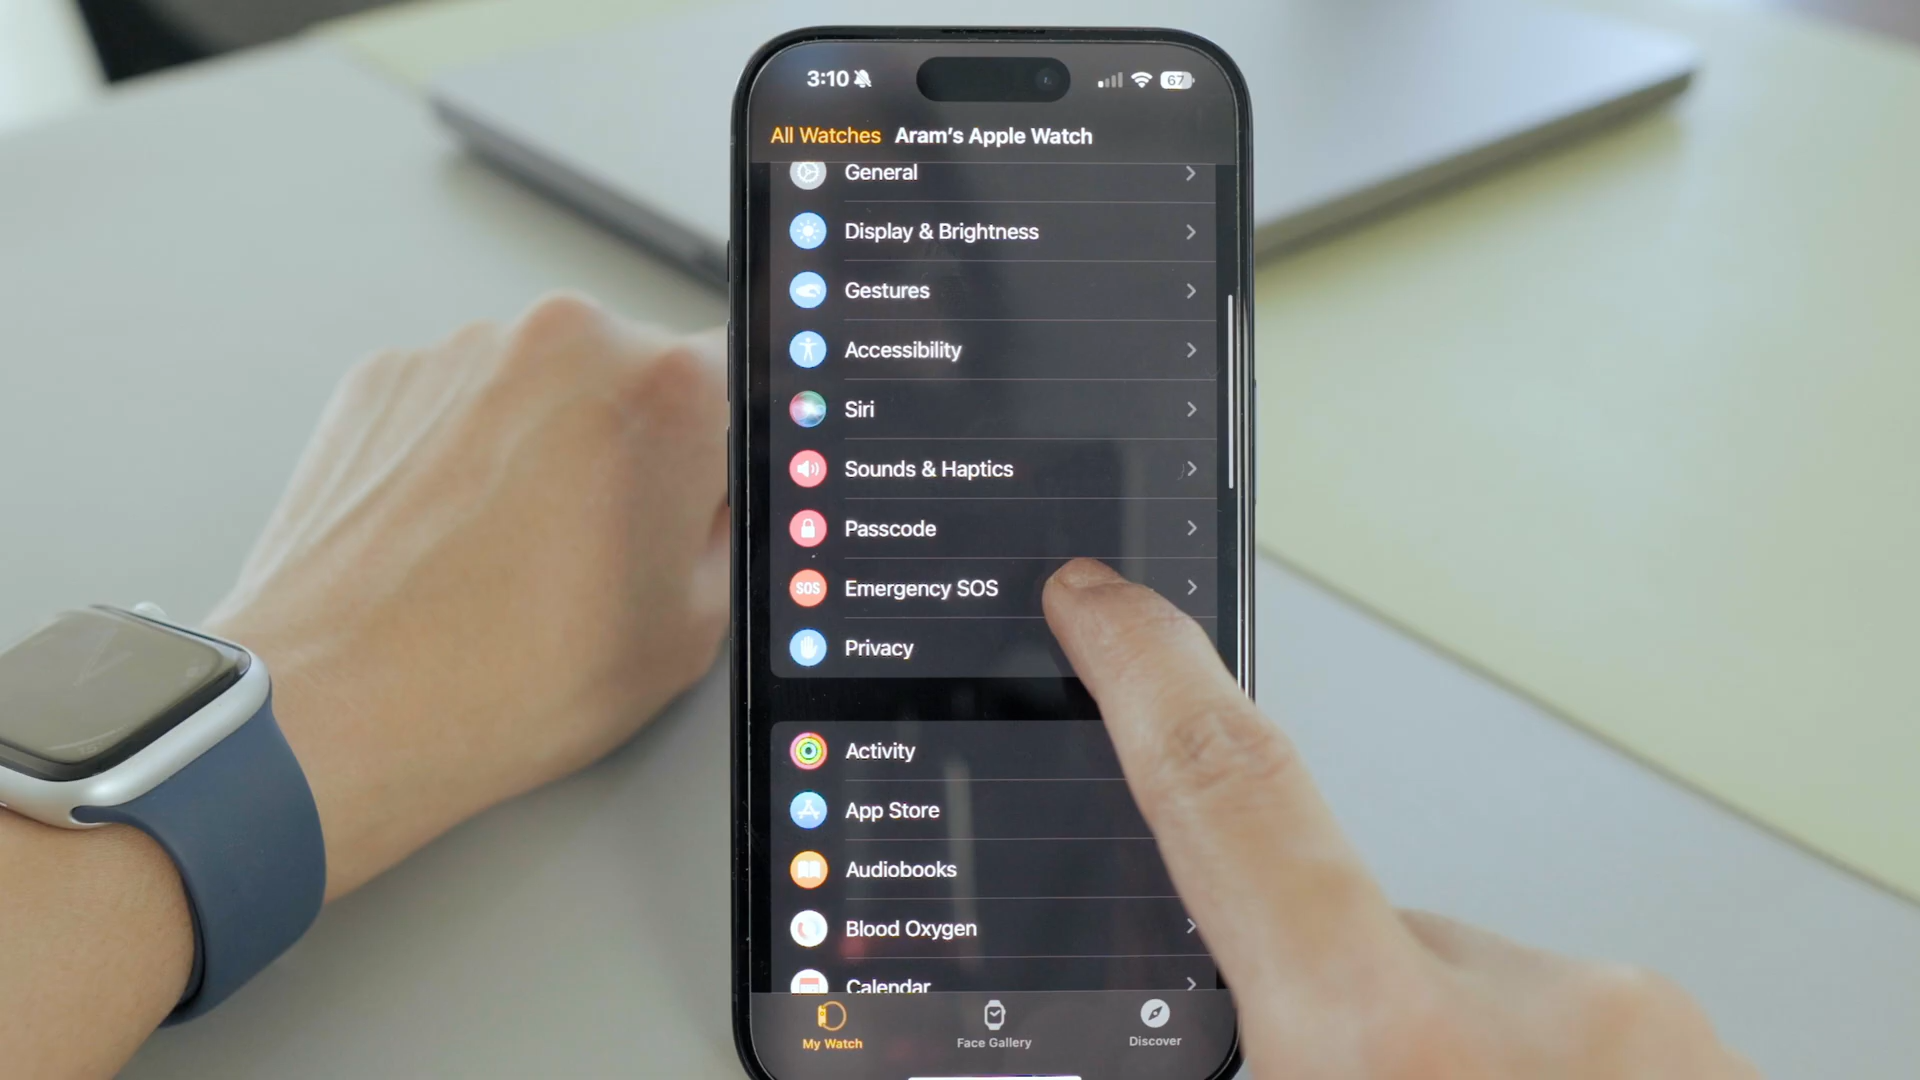 3:10 67
All Watches Aram's Apple Watch
General
Display & Brightness
Gestures
Accessibility
Siri
Sounds & Haptics
Passcode
SOS Emergency SOS
Privacy
Activity
App Store
Audiobooks
Blood Oxygen
Calendar
My Watch Face Gallery Discover